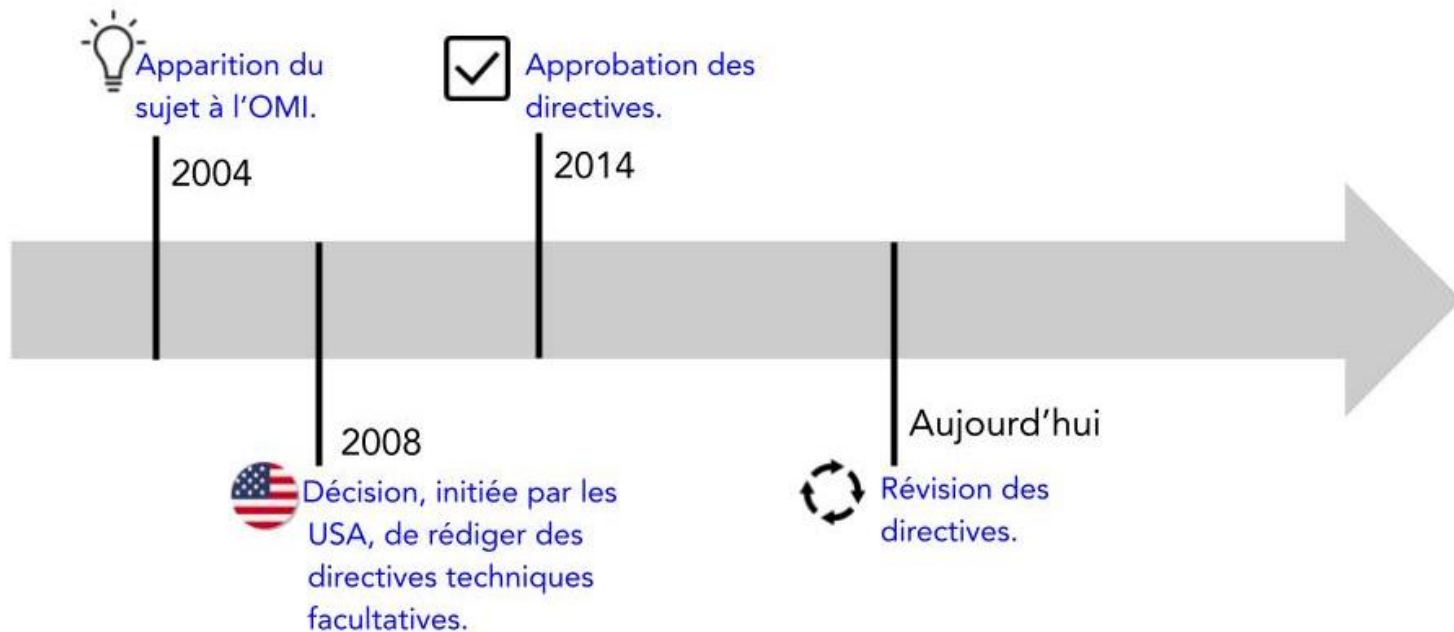 Apparition du
sujet à l'OMI.
2004
Approbation des
directives.
2014
2008
Décision, initiée par les
USA, de rédiger des
directives techniques
facultatives.
Aujourd'hui
Révision des
directives.